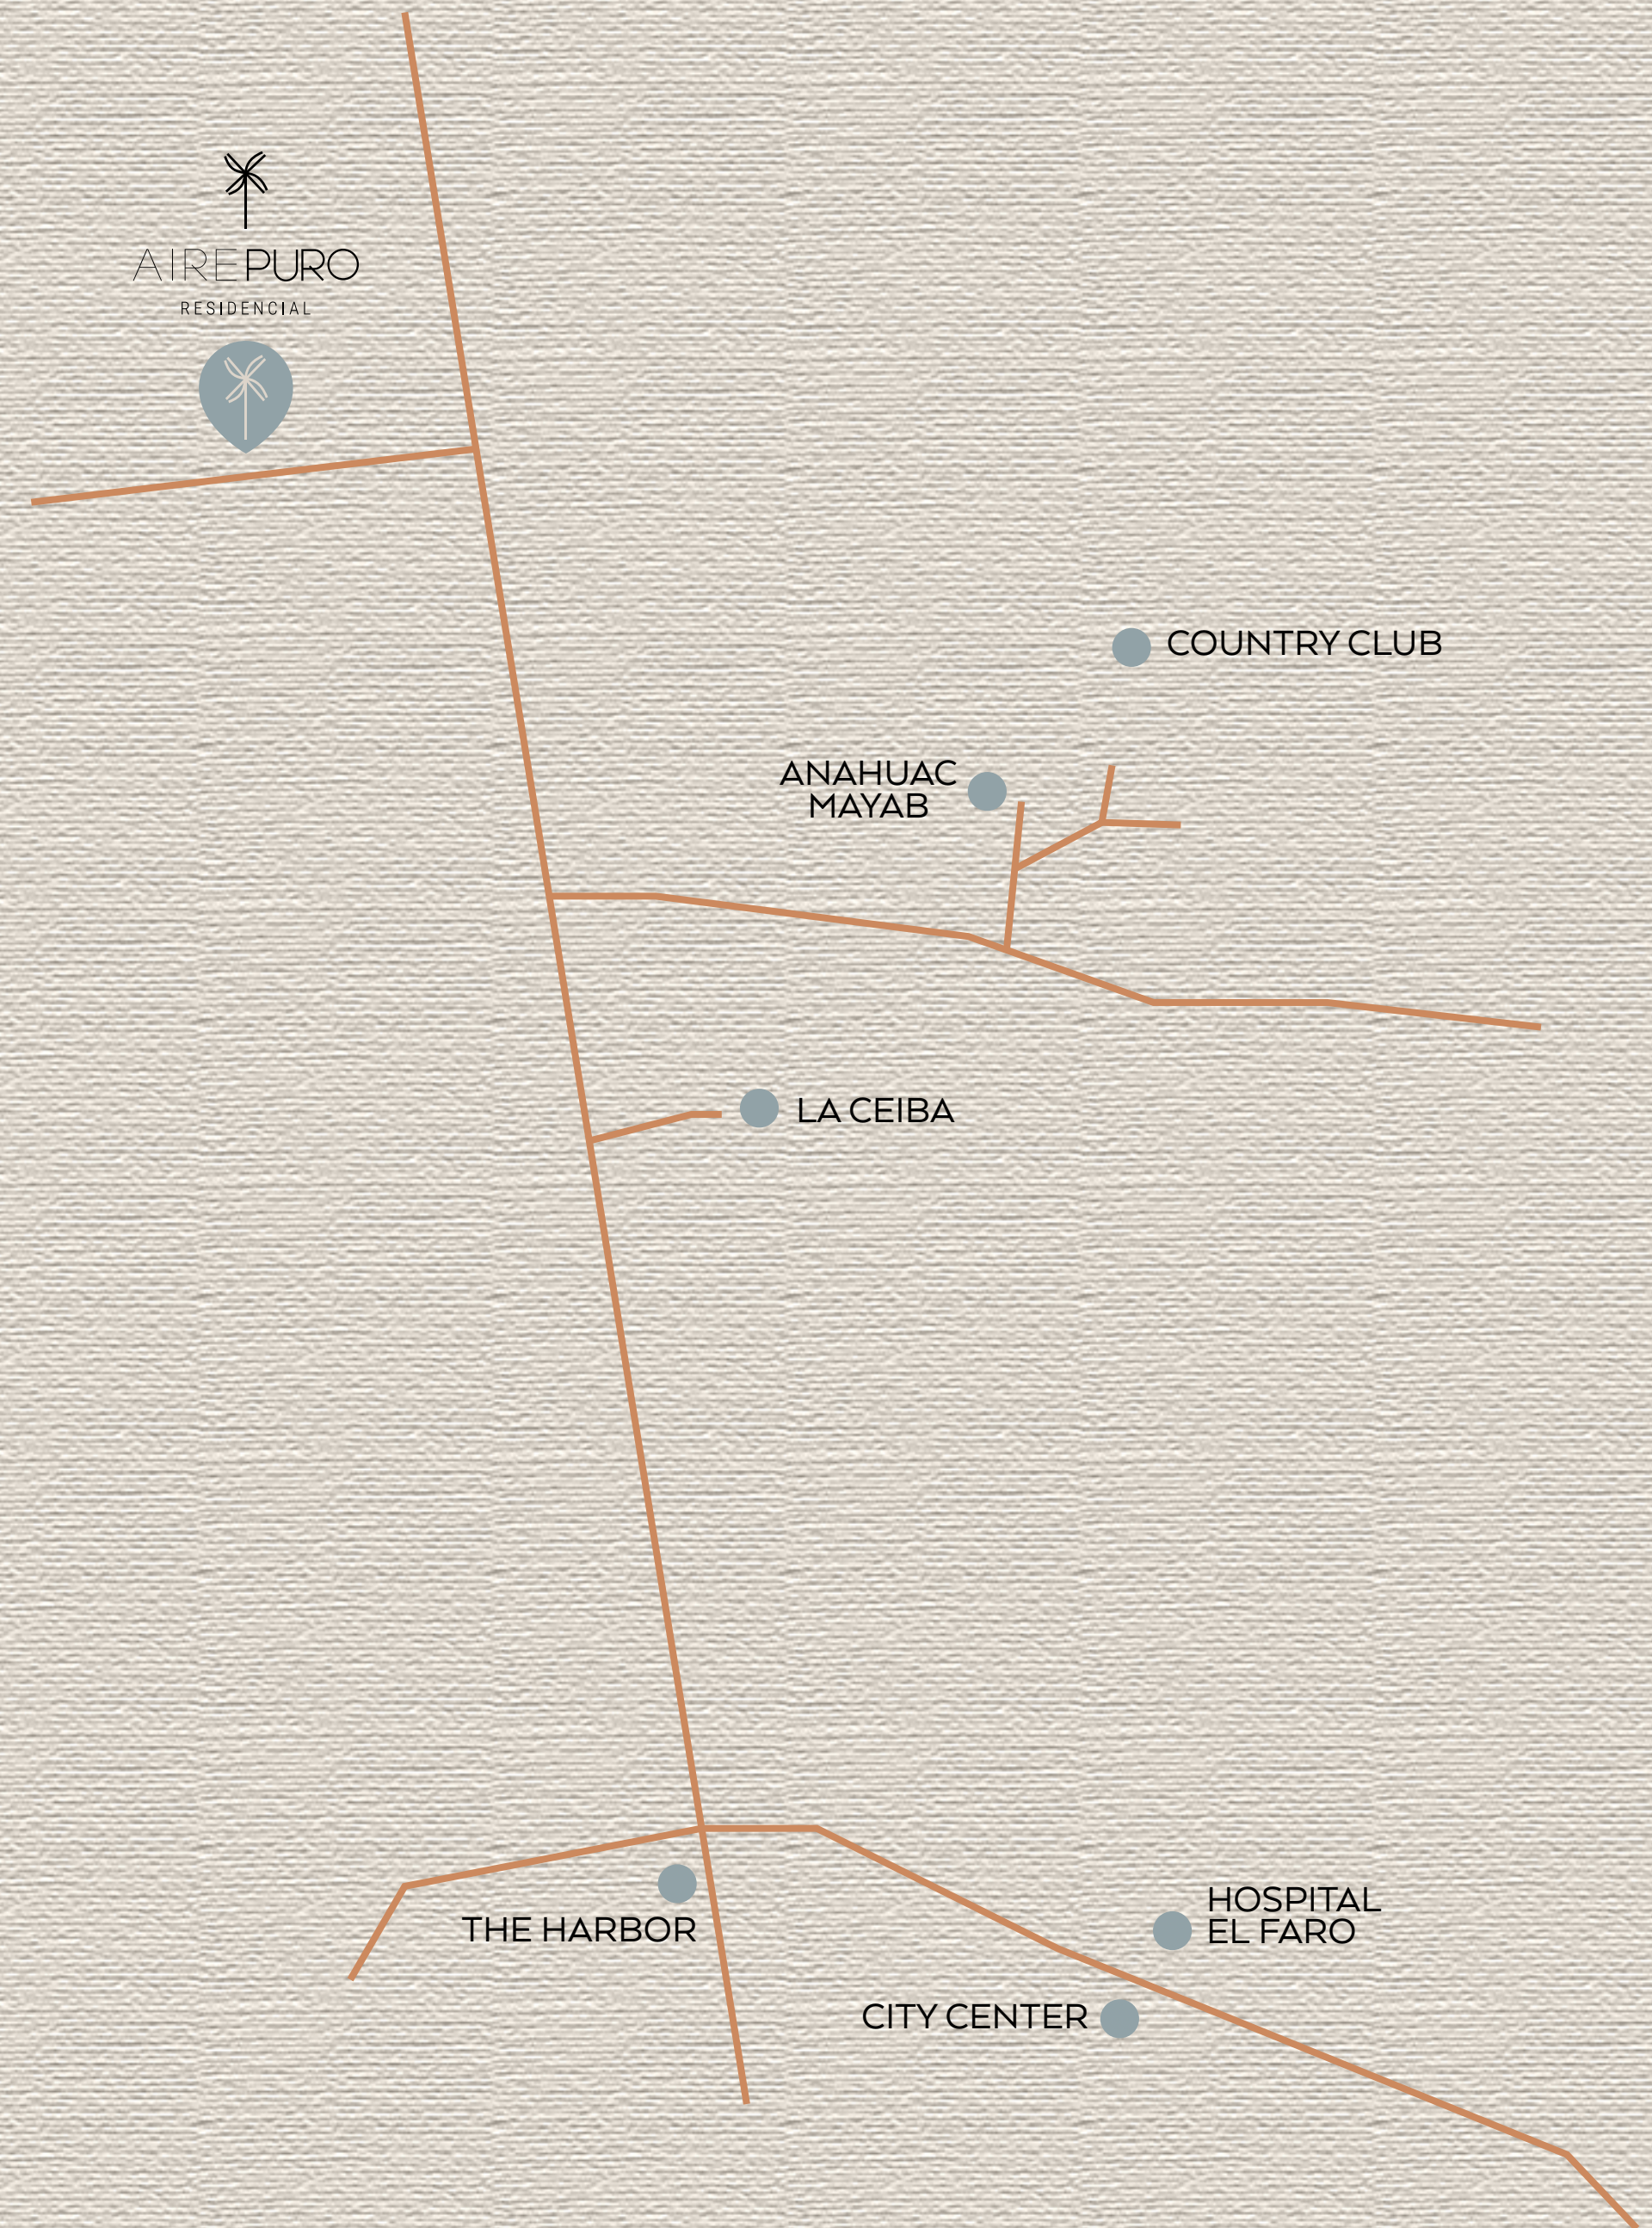 AIREPURO
RESIDENCIAL
COUNTRY CLUB
ANAHUAC
MAYAB
LA CEIBA
THE HARBOR
HOSPITAL
EL FARO
CITY CENTER